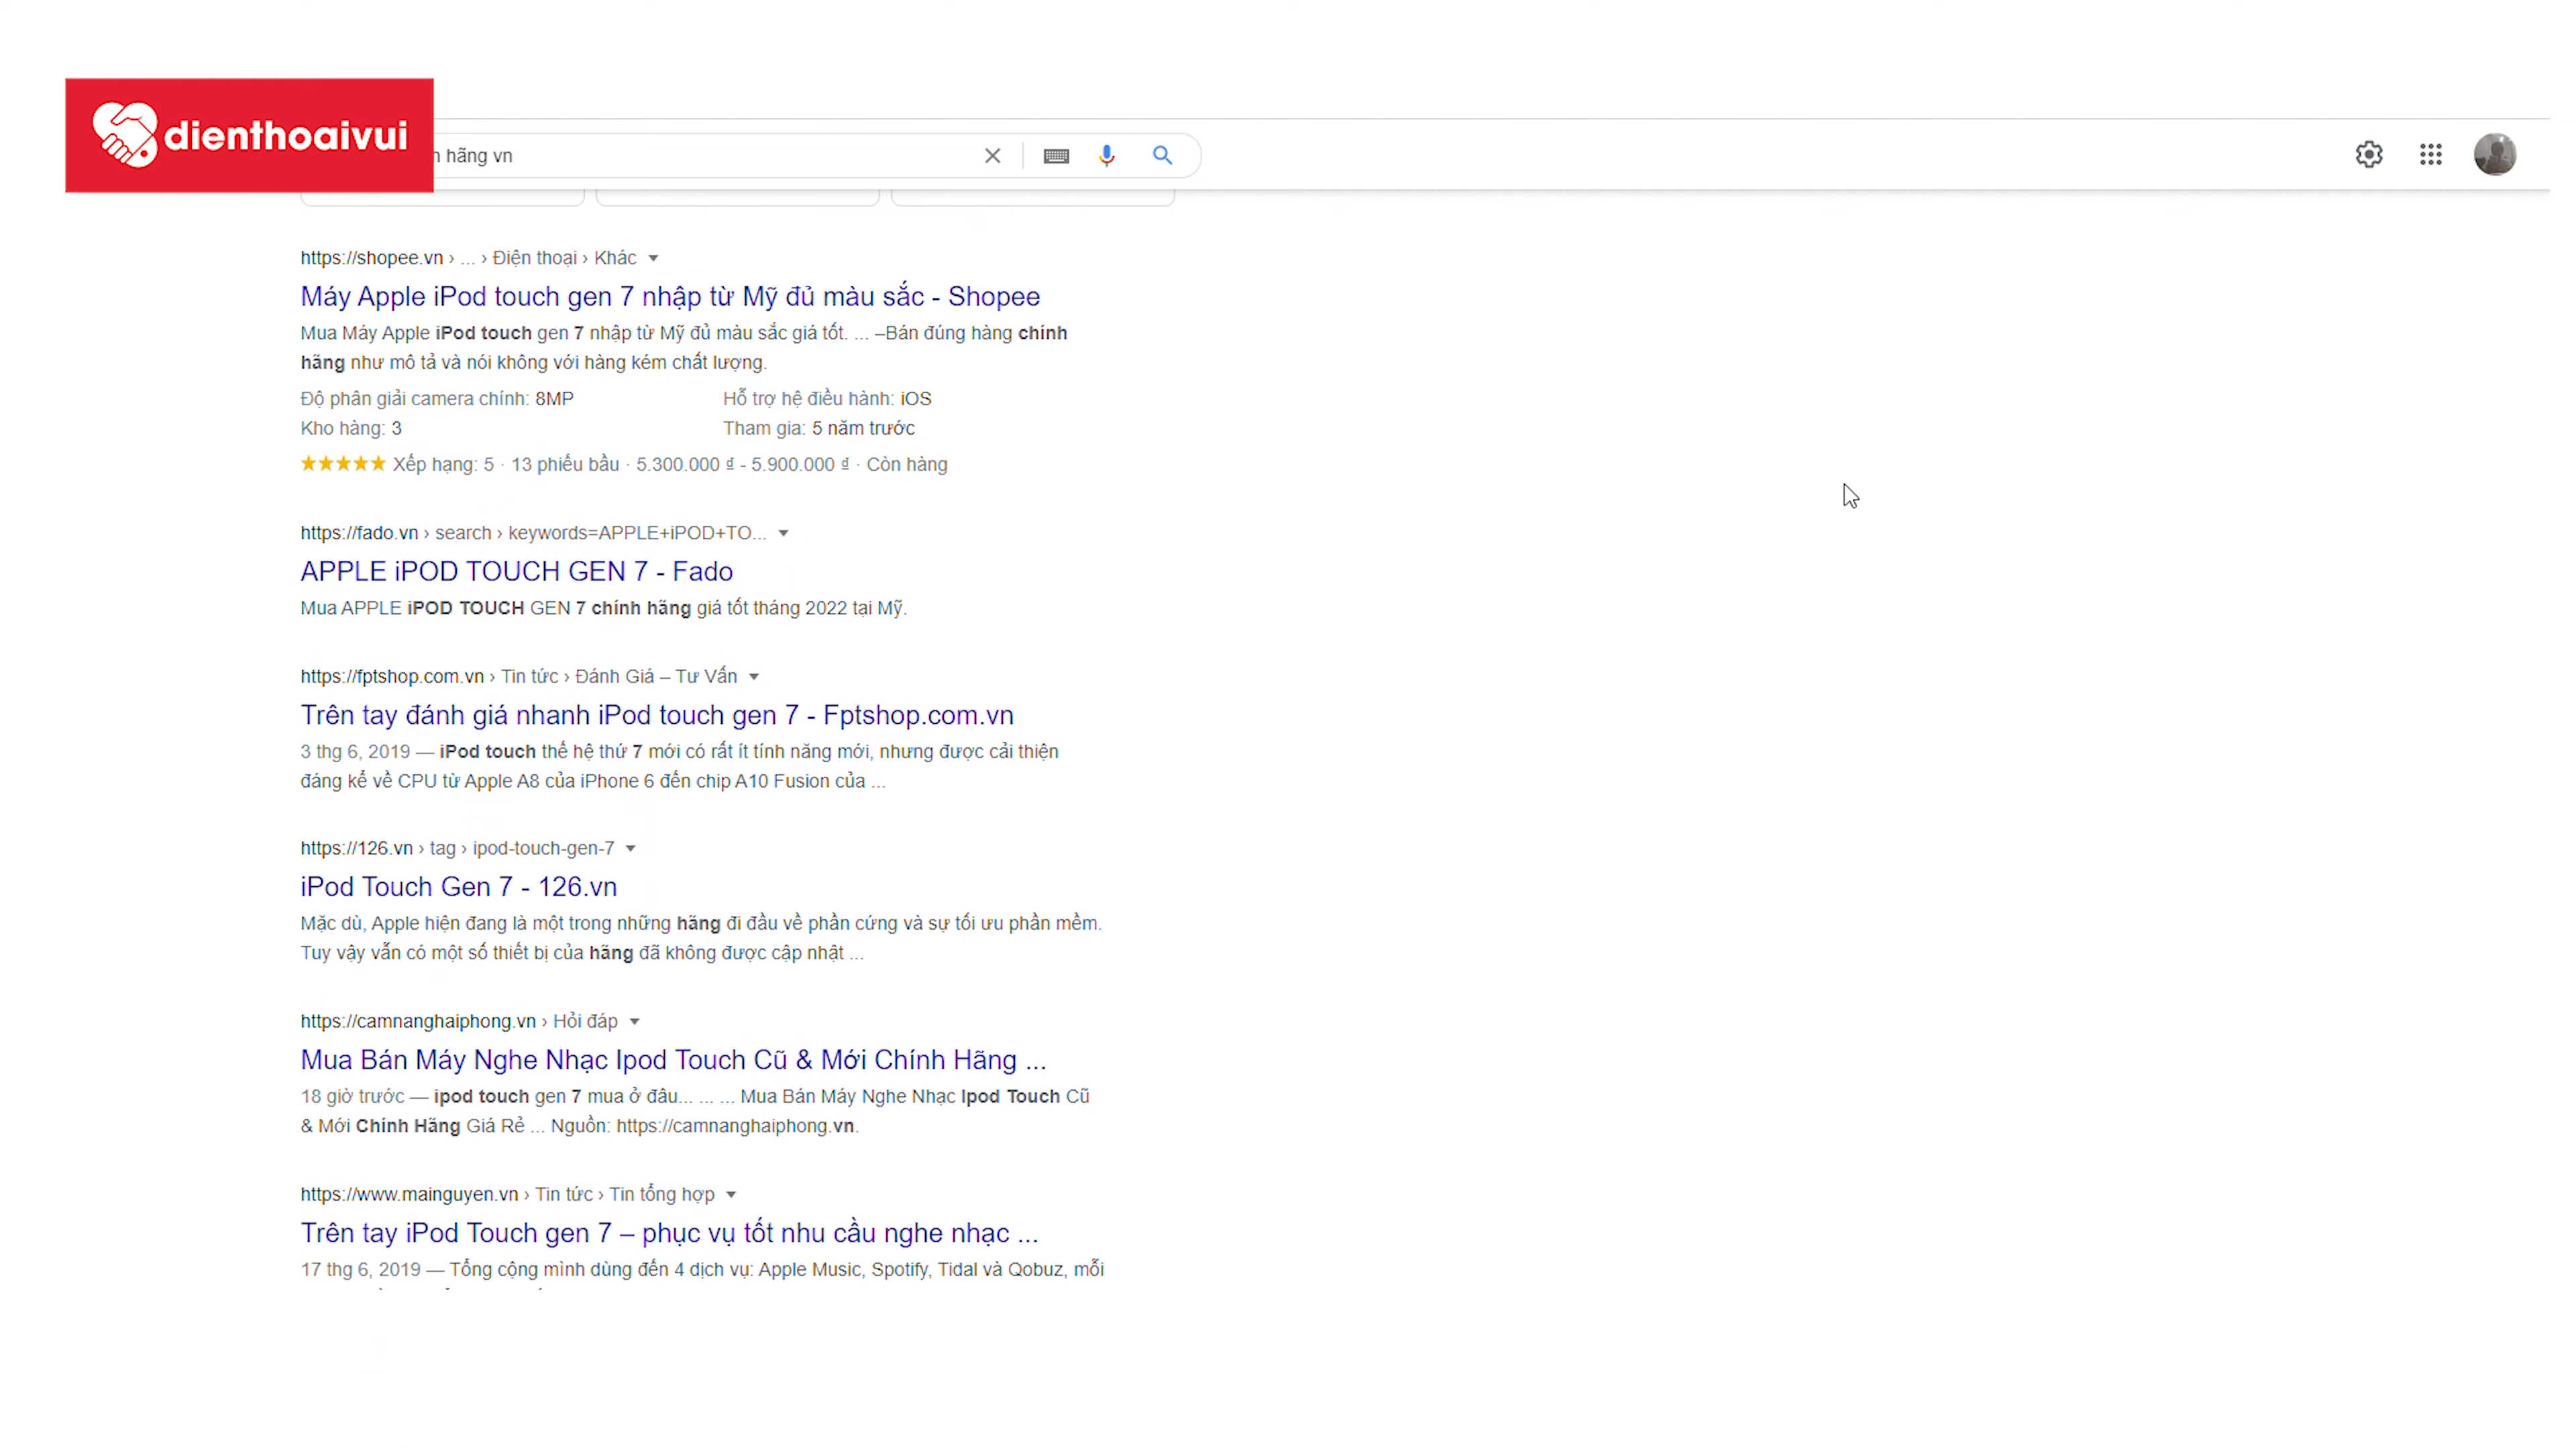 dienthoaivui
hãng vn
https://shopee.vn › ... › Điện thoại › Khác
Máy Apple iPod touch gen 7 nhập từ Mỹ đủ màu sắc - Shopee
Mua Máy Apple iPod touch gen 7 nhập từ Mỹ đủ màu sắc giá tốt. ... –Bán đúng hàng chính
hãng như mô tả và nói không với hàng kém chất lượng.
Độ phân giải camera chính: 8MP Hỗ trợ hệ điều hành: iOS
Kho hàng: 3 Tham gia: 5 năm trước
Xếp hạng: 5 · 13 phiếu bầu · 5.300.000 ₫ - 5.900.000 ₫ · Còn hàng
https://fado.vn › search › keywords=APPLE+iPOD+TO...
APPLE iPOD TOUCH GEN 7 - Fado
Mua APPLE iPOD TOUCH GEN 7 chính hãng giá tốt tháng 2022 tại Mỹ.
https://fptshop.com.vn › Tin tức › Đánh Giá – Tư Vấn
Trên tay đánh giá nhanh iPod touch gen 7 - Fptshop.com.vn
3 thg 6, 2019 — iPod touch thế hệ thứ 7 mới có rất ít tính năng mới, nhưng được cải thiện
đáng kể về CPU từ Apple A8 của iPhone 6 đến chip A10 Fusion của ...
https://126.vn › tag › ipod-touch-gen-7
iPod Touch Gen 7 - 126.vn
Mặc dù, Apple hiện đang là một trong những hãng đi đầu về phần cứng và sự tối ưu phần mềm.
Tuy vậy vẫn có một số thiết bị của hãng đã không được cập nhật ...
https://camnanghaiphong.vn › Hỏi đáp
Mua Bán Máy Nghe Nhạc Ipod Touch Cũ & Mới Chính Hãng ...
18 giờ trước — ipod touch gen 7 mua ở đâu... ... ... Mua Bán Máy Nghe Nhạc Ipod Touch Cũ
& Mới Chính Hãng Giá Rẻ ... Nguồn: https://camnanghaiphong.vn.
https://www.mainguyen.vn › Tin tức › Tin tổng hợp
Trên tay iPod Touch gen 7 – phục vụ tốt nhu cầu nghe nhạc ...
17 thg 6, 2019 — Tổng cộng mình dùng đến 4 dịch vụ: Apple Music, Spotify, Tidal và Qobuz, mỗi